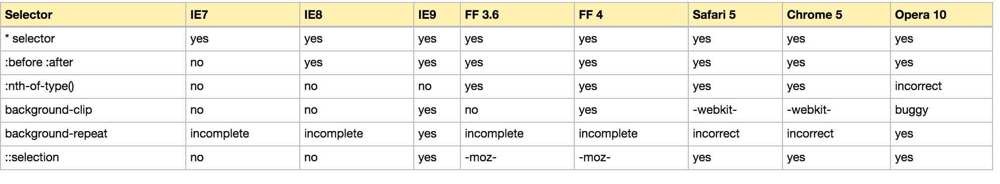 Selector IE7 IE8 IE9 FF 3.6 FF 4 Safari 5 Chrome 5 Opera 10
* selector yes yes yes yes yes yes yes yes
:before :after no yes yes yes yes yes yes yes
:nth-of-type() no no no yes yes yes yes incorrect
background-clip no no yes no yes -webkit- -webkit- buggy
background-repeat incomplete incomplete yes incomplete incomplete incorrect incorrect yes
::selection no no yes -moz- -moz- yes yes yes